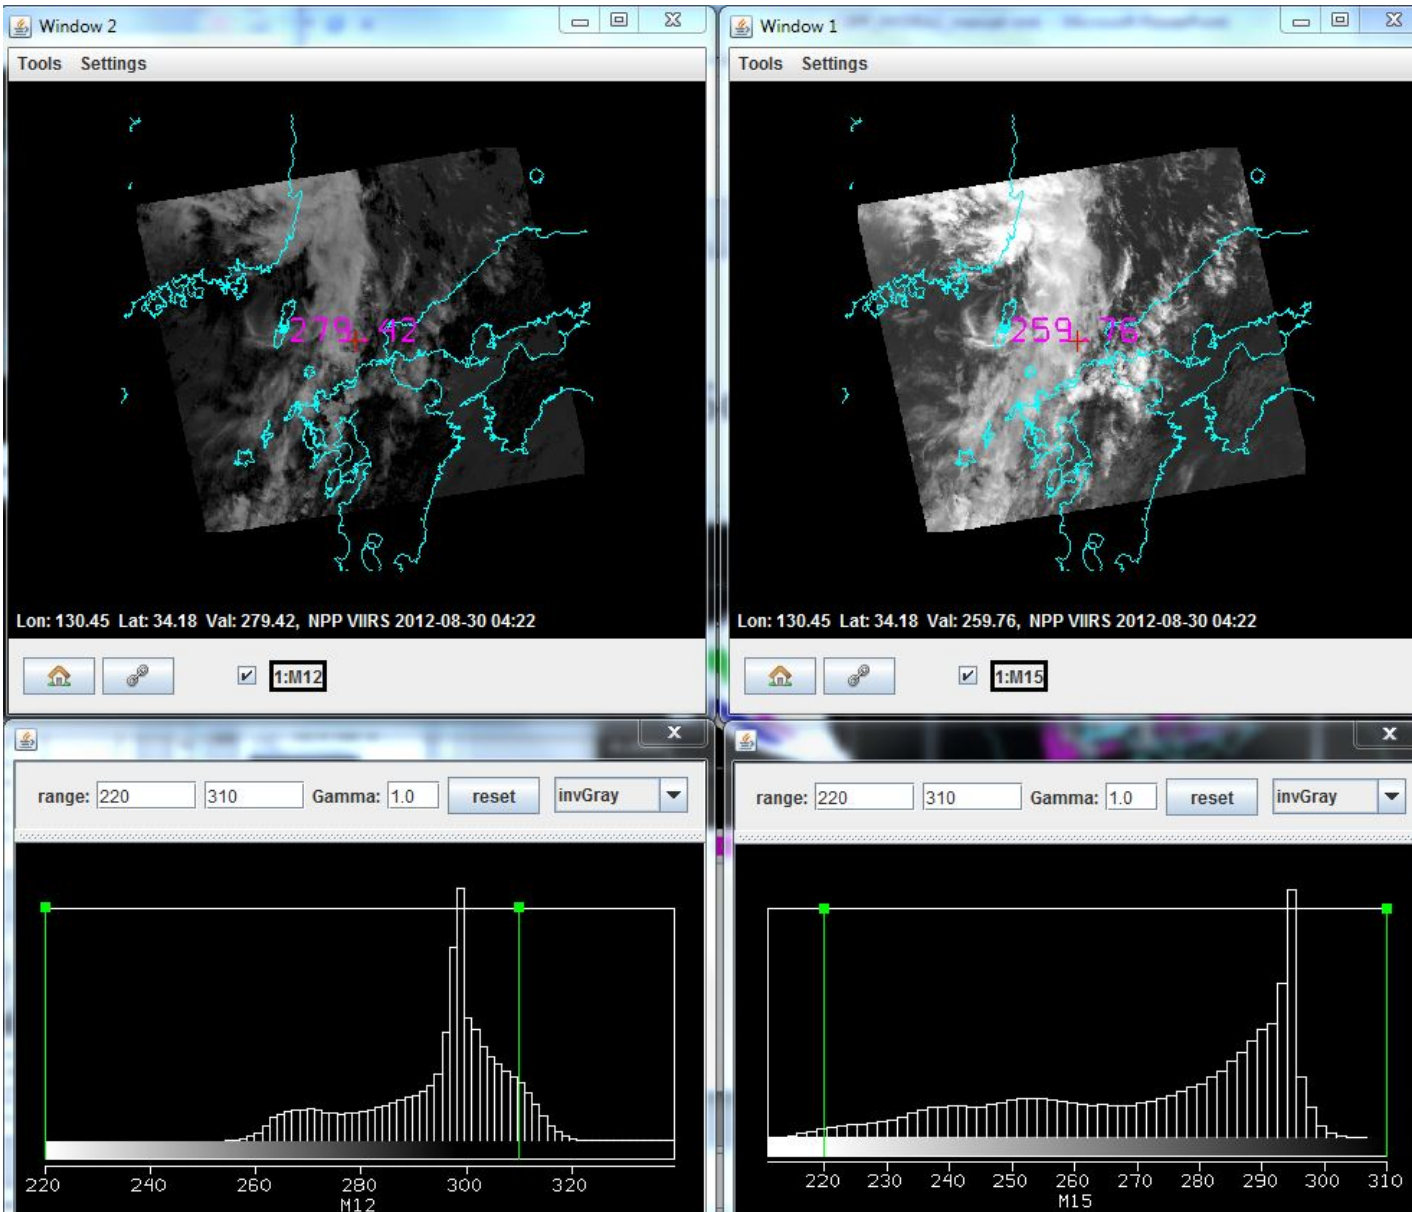 Window 2
Tools Settings
279.42
Lon: 130.45 Lat: 34.18 Val: 279.42, NPP VIIRS 2012-08-30 04:22
1:M12
Window 1
Tools Settings
259.76
Lon: 130.45 Lat: 34.18 Val: 259.76, NPP VIIRS 2012-08-30 04:22
1:M15
range: 220 310 Gamma: 1.0 reset invGray
220 240 260 280 300 320
M12
range: 220 310 Gamma: 1.0 reset invGray
220 230 240 250 260 270 280 290 300 310
M15